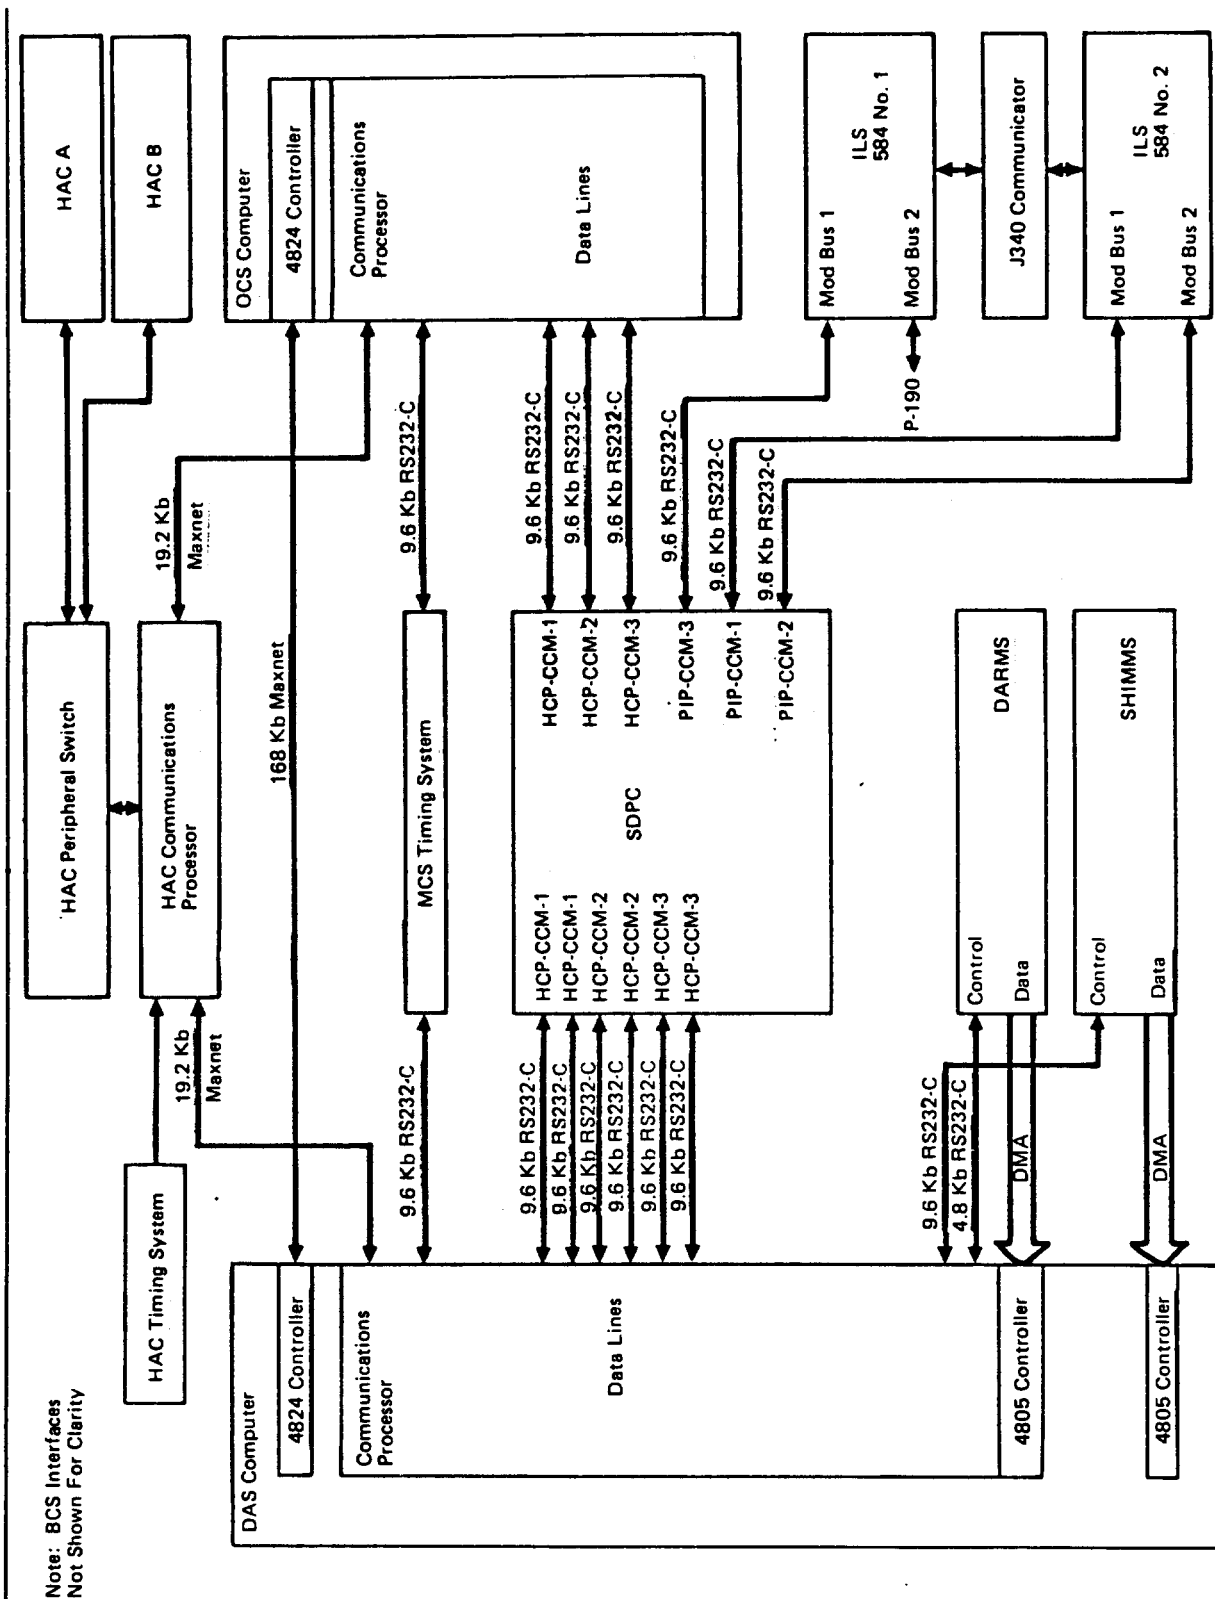 Note: BCS Interfaces
Not Shown For Clarity
HAC Timing System
HAC Peripheral Switch
HAC Communications
Processor
HAC A
HAC B
19.2 Kb
Maxnet
19.2 Kb
Maxnet
168 Kb Maxnet
DAS Computer
4824 Controller
Communications
Processor
Data Lines
4805 Controller
4805 Controller
OCS Computer
4824 Controller
Communications
Processor
Data Lines
9.6 Kb RS232-C
MCS Timing System
9.6 Kb RS232-C
9.6 Kb RS232-C
9.6 Kb RS232-C
9.6 Kb RS232-C
9.6 Kb RS232-C
9.6 Kb RS232-C
9.6 Kb RS232-C
HCP-CCM-1
HCP-CCM-1
HCP-CCM-2
HCP-CCM-2
HCP-CCM-3
HCP-CCM-3
SDPC
HCP-CCM-1
HCP-CCM-2
HCP-CCM-3
PIP-CCM-3
PIP-CCM-1
PIP-CCM-2
9.6 Kb RS232-C
9.6 Kb RS232-C
9.6 Kb RS232-C
9.6 Kb RS232-C
9.6 Kb RS232-C
9.6 Kb RS232-C
P-190
Mod Bus 1
Mod Bus 2
ILS
584 No. 1
J340 Communicator
Mod Bus 1
Mod Bus 2
ILS
584 No. 2
9.6 Kb RS232-C
4.8 Kb RS232-C
DMA
Control
Data
DARMS
DMA
Control
Data
SHIMMS